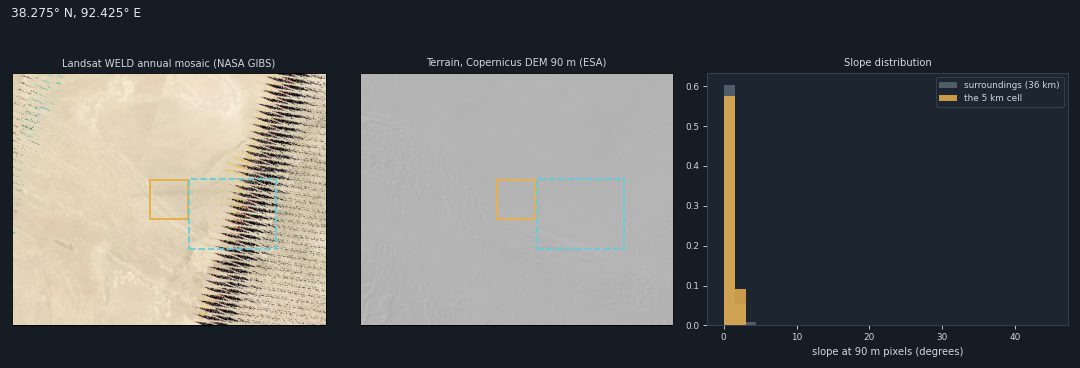 38.275° N, 92.425° E
Landsat WELD annual mosaic (NASA GIBS)
Terrain, Copernicus DEM 90 m (ESA)
Slope distribution
surroundings (36 km)
the 5 km cell
0.6
0.5
0.4
0.3
0.2
0.1
0.0
0 10 20 30 40
slope at 90 m pixels (degrees)